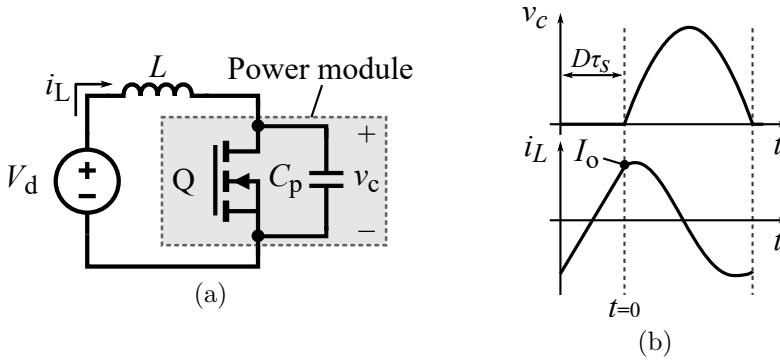 i_L
L
Power module
V_d
+
−
Q
C_p
v_c
+
−
(a)
v_c
Dτ_s
t
i_L
I_o
t
t=0
(b)